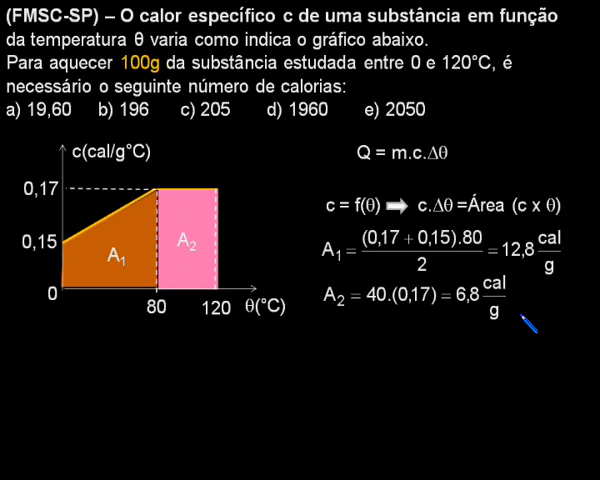 (FMSC-SP) – O calor específico c de uma substância em função
da temperatura θ varia como indica o gráfico abaixo.
Para aquecer 100g da substância estudada entre 0 e 120°C, é
necessário o seguinte número de calorias:
a) 19,60 b) 196 c) 205 d) 1960 e) 2050
c(cal/g°C)
0,17
0,15
0
A₁
A₂
80
120
θ(°C)
Q = m.c.Δθ
c = f(θ) ➡ c.Δθ =Área (c x θ)
A₁ = (0,17 + 0,15).80 / 2 = 12,8 cal/g
A₂ = 40.(0,17) = 6,8 cal/g